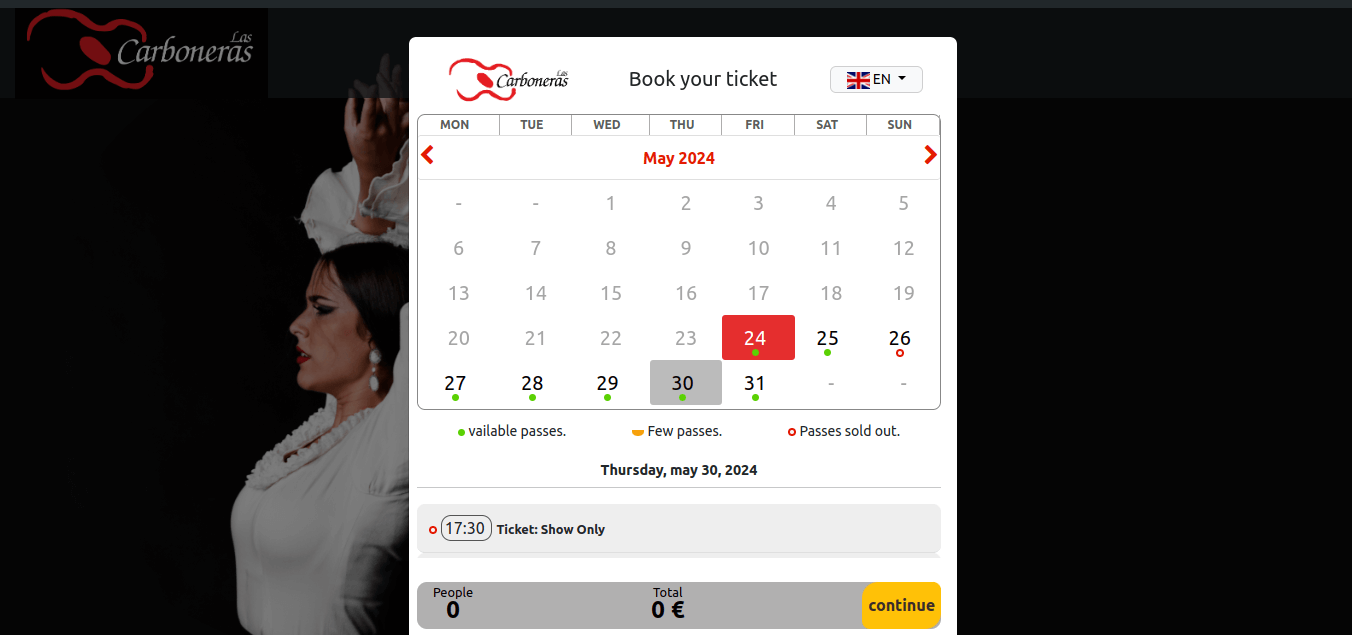 Las
Carboneras
Las
Carboneras
Book your ticket
EN
MON TUE WED THU FRI SAT SUN
May 2024
- - 1 2 3 4 5
6 7 8 9 10 11 12
13 14 15 16 17 18 19
20 21 22 23 24 25 26
27 28 29 30 31 - -
vailable passes. Few passes. Passes sold out.
Thursday, may 30, 2024
17:30 Ticket: Show Only
People Total
0 0 € continue